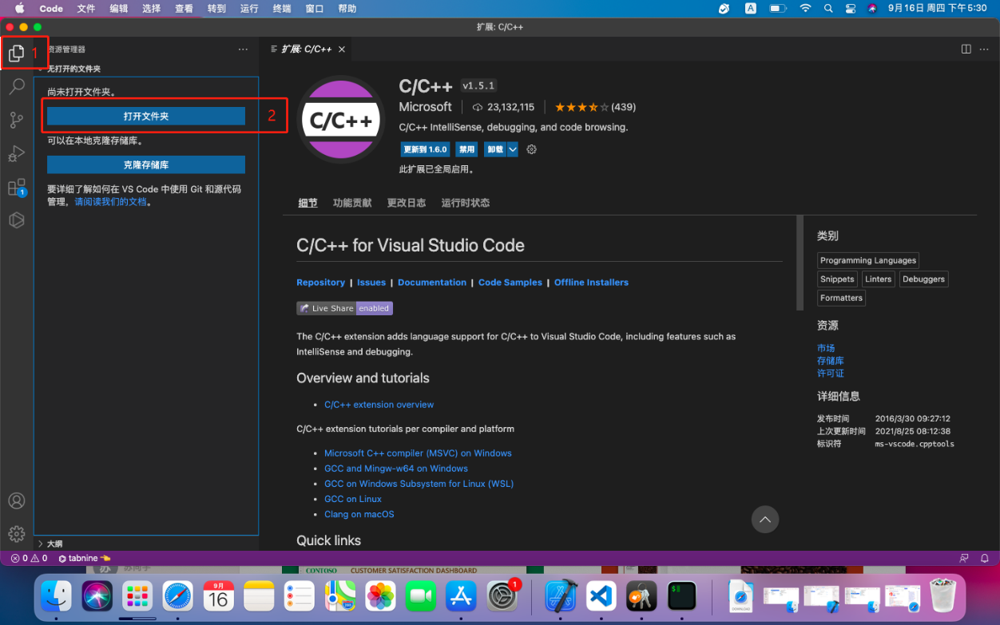 Code 文件 编辑 选择 查看 转到 运行 终端 窗口 帮助 A 9月16日 周四 下午5:30
扩展: C/C++
1 资源管理器 ···
扩展: C/C++ ×
无打开的文件夹
尚未打开文件夹。
打开文件夹 2
可以在本地克隆存储库。
克隆存储库
要详细了解如何在 VS Code 中使用 Git 和源代码
管理，请阅读我们的文档。
1
大纲
C/C++
C/C++ v1.5.1
Microsoft 23,132,115 (439)
C/C++ IntelliSense, debugging, and code browsing.
更新到 1.6.0 禁用 卸载
此扩展已全局启用。
细节 功能贡献 更改日志 运行时状态
C/C++ for Visual Studio Code
Repository | Issues | Documentation | Code Samples | Offline Installers
Live Share enabled
The C/C++ extension adds language support for C/C++ to Visual Studio Code, including features such as
IntelliSense and debugging.
Overview and tutorials
• C/C++ extension overview
C/C++ extension tutorials per compiler and platform
• Microsoft C++ compiler (MSVC) on Windows
• GCC and Mingw-w64 on Windows
• GCC on Windows Subsystem for Linux (WSL)
• GCC on Linux
• Clang on macOS
Quick links
类别
Programming Languages
Snippets Linters Debuggers
Formatters
资源
市场
存储库
许可证
详细信息
发布时间 2016/3/30 09:27:12
上次更新时间 2021/8/25 08:12:38
标识符 ms-vscode.cpptools
0 0 tabnine
CONTOSO CUSTOMER SATISFACTION DASHBOARD
9月
16
1
$
DOWNLOAD